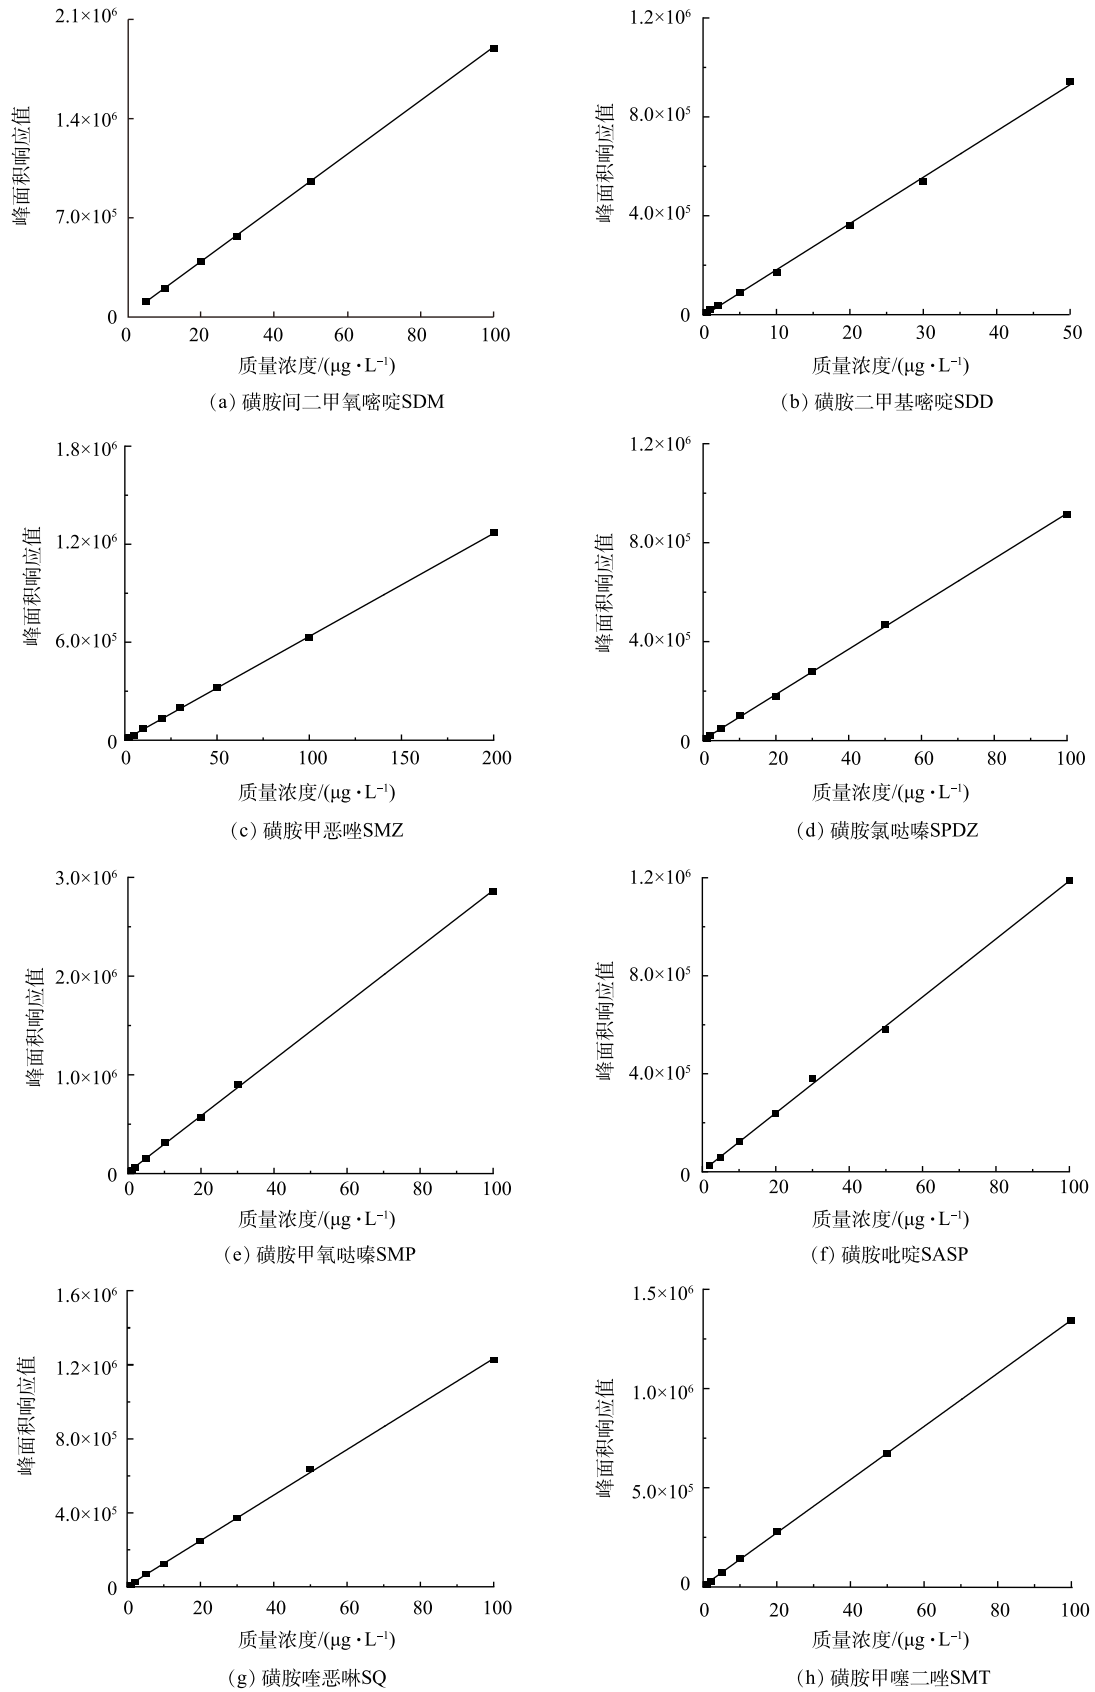 2.1×10⁶
1.4×10⁶
7.0×10⁵
0
峰面积响应值
0 20 40 60 80 100
质量浓度/(μg·L⁻¹)
(a) 磺胺间二甲氧嘧啶SDM
1.2×10⁶
8.0×10⁵
4.0×10⁵
0
峰面积响应值
0 10 20 30 40 50
质量浓度/(μg·L⁻¹)
(b) 磺胺二甲基嘧啶SDD
1.8×10⁶
1.2×10⁶
6.0×10⁵
0
峰面积响应值
0 50 100 150 200
质量浓度/(μg·L⁻¹)
(c) 磺胺甲恶唑SMZ
1.2×10⁶
8.0×10⁵
4.0×10⁵
0
峰面积响应值
0 20 40 60 80 100
质量浓度/(μg·L⁻¹)
(d) 磺胺氯哒嗪SPDZ
3.0×10⁶
2.0×10⁶
1.0×10⁶
0
峰面积响应值
0 20 40 60 80 100
质量浓度/(μg·L⁻¹)
(e) 磺胺甲氧哒嗪SMP
1.2×10⁶
8.0×10⁵
4.0×10⁵
0
峰面积响应值
0 20 40 60 80 100
质量浓度/(μg·L⁻¹)
(f) 磺胺吡啶SASP
1.6×10⁶
1.2×10⁶
8.0×10⁵
4.0×10⁵
0
峰面积响应值
0 20 40 60 80 100
质量浓度/(μg·L⁻¹)
(g) 磺胺喹恶啉SQ
1.5×10⁶
1.0×10⁶
5.0×10⁵
0
峰面积响应值
0 20 40 60 80 100
质量浓度/(μg·L⁻¹)
(h) 磺胺甲噻二唑SMT